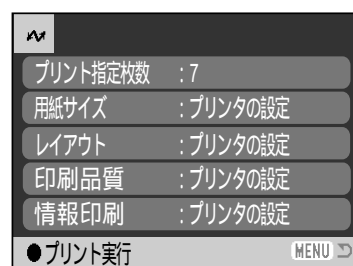 プリント指定枚数 :7
用紙サイズ :プリンタの設定
レイアウト :プリンタの設定
印刷品質 :プリンタの設定
情報印刷 :プリンタの設定
●プリント実行 MENU